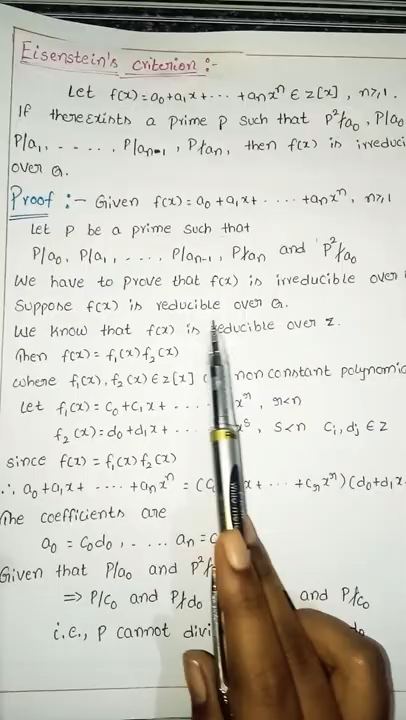 Eisenstein's criterion :-
Let f(x)=a₀+a₁x+ ··· +aₙxⁿ ∈ Z[x] , n≥1.
If there exists a prime p such that p²∤a₀, P|a₀
P|a₁, - . . . . , P|aₙ₋₁ , P∤aₙ, then f(x) is irreduci
over Q.
Proof :- Given f(x)=a₀+a₁x+ · ···· +aₙxⁿ, n≥1
Let P be a prime such that
P|a₀, P|a₁, - ···, P|aₙ₋₁, P∤aₙ and P²∤a₀
We have to prove that f(x) is irreducible over
Suppose f(x) is reducible over Q.
We know that f(x) is reducible over Z.
Then f(x)=f₁(x)f₂(x)
where f₁(x), f₂(x)∈Z[x] non constant polynomia
Let f₁(x)=c₀+c₁x+ ···· xʳ , r<n
f₂(x)=d₀+d₁x+ ···· xˢ, s<n cᵢ,dⱼ ∈ Z
since f(x)=f₁(x)f₂(x)
∴ a₀+a₁x+ ···· +aₙxⁿ = (c x+ ··· +cᵣxʳ)(d₀+d₁x
The coefficients are
a₀ = c₀d₀, . ... aₙ=c
Given that P|a₀ and P²∤
=> P|c₀ and P∤d₀ and P∤c₀
i.e., P cannot divi